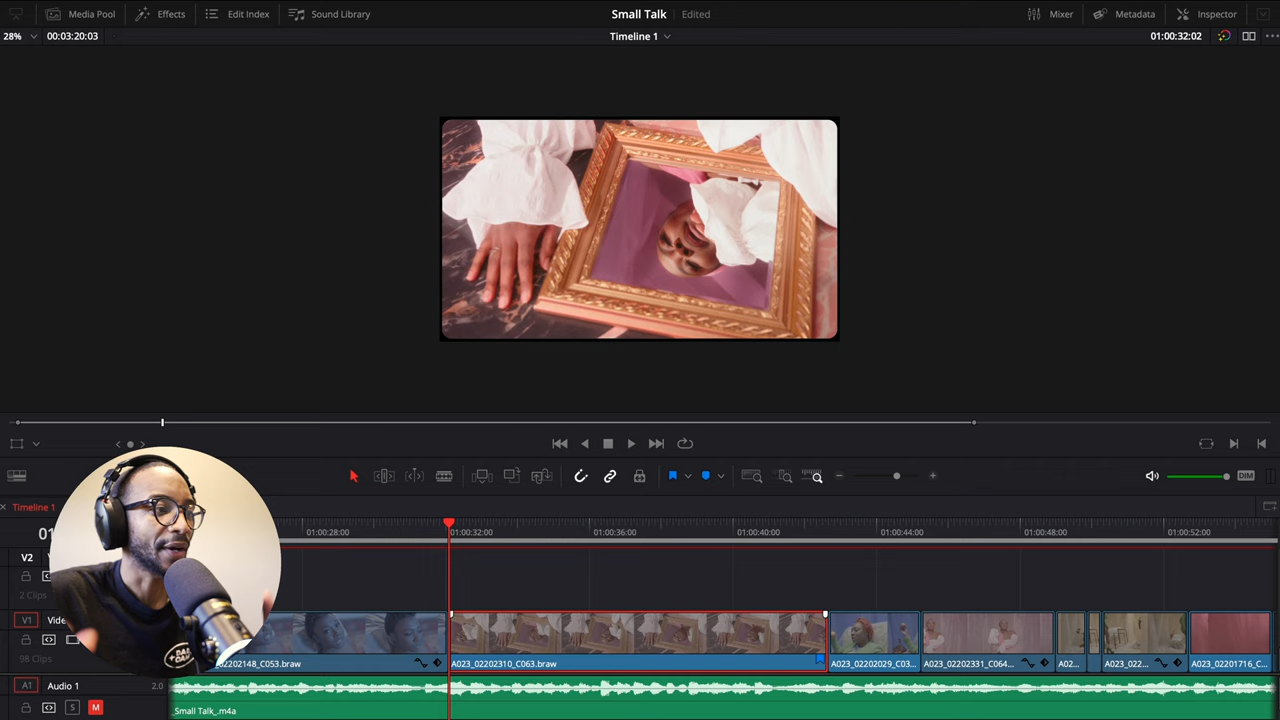 Media Pool Effects Edit Index Sound Library Small Talk Edited Mixer Metadata Inspector
28% 00:03:20:03 Timeline 1 01:00:32:02
DIM
Timeline 1
01:00:28:00 01:00:32:00 01:00:36:00 01:00:40:00 01:00:44:00 01:00:48:00 01:00:52:00
V2
2 Clips
V1
98 Clips
02202148_C053.braw A023_02202310_C063.braw A023_02202029_C03... A023_02202331_C064... A02... A023_022... A023_02201716_C...
A1 Audio 1 2.0
S M
_Small Talk_.m4a